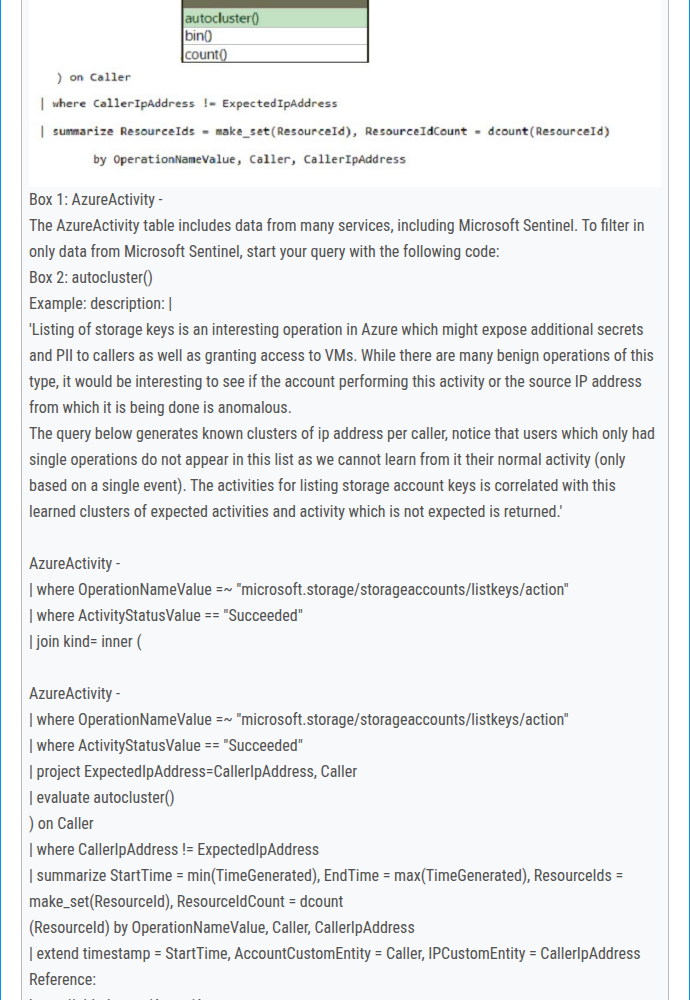 autocluster()
bin()
count()
) on Caller
| where CallerIpAddress != ExpectedIpAddress
| summarize ResourceIds = make_set(ResourceId), ResourceIdCount = dcount(ResourceId)
by OperationNameValue, Caller, CallerIpAddress
Box 1: AzureActivity -
The AzureActivity table includes data from many services, including Microsoft Sentinel. To filter in
only data from Microsoft Sentinel, start your query with the following code:
Box 2: autocluster()
Example: description: |
'Listing of storage keys is an interesting operation in Azure which might expose additional secrets
and PII to callers as well as granting access to VMs. While there are many benign operations of this
type, it would be interesting to see if the account performing this activity or the source IP address
from which it is being done is anomalous.
The query below generates known clusters of ip address per caller, notice that users which only had
single operations do not appear in this list as we cannot learn from it their normal activity (only
based on a single event). The activities for listing storage account keys is correlated with this
learned clusters of expected activities and activity which is not expected is returned.'
AzureActivity -
| where OperationNameValue =~ "microsoft.storage/storageaccounts/listkeys/action"
| where ActivityStatusValue == "Succeeded"
| join kind= inner (
AzureActivity -
| where OperationNameValue =~ "microsoft.storage/storageaccounts/listkeys/action"
| where ActivityStatusValue == "Succeeded"
| project ExpectedIpAddress=CallerIpAddress, Caller
| evaluate autocluster()
) on Caller
| where CallerIpAddress != ExpectedIpAddress
| summarize StartTime = min(TimeGenerated), EndTime = max(TimeGenerated), ResourceIds =
make_set(ResourceId), ResourceIdCount = dcount
(ResourceId) by OperationNameValue, Caller, CallerIpAddress
| extend timestamp = StartTime, AccountCustomEntity = Caller, IPCustomEntity = CallerIpAddress
Reference: